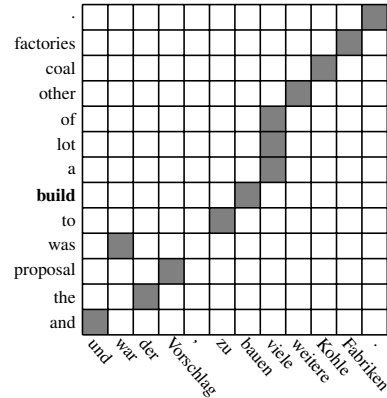 .
factories
coal
other
of
lot
a
build
to
was
proposal
the
and
und
war
der
Vorschlag
,
zu
bauen
viele
weitere
Kohle
Fabriken
.